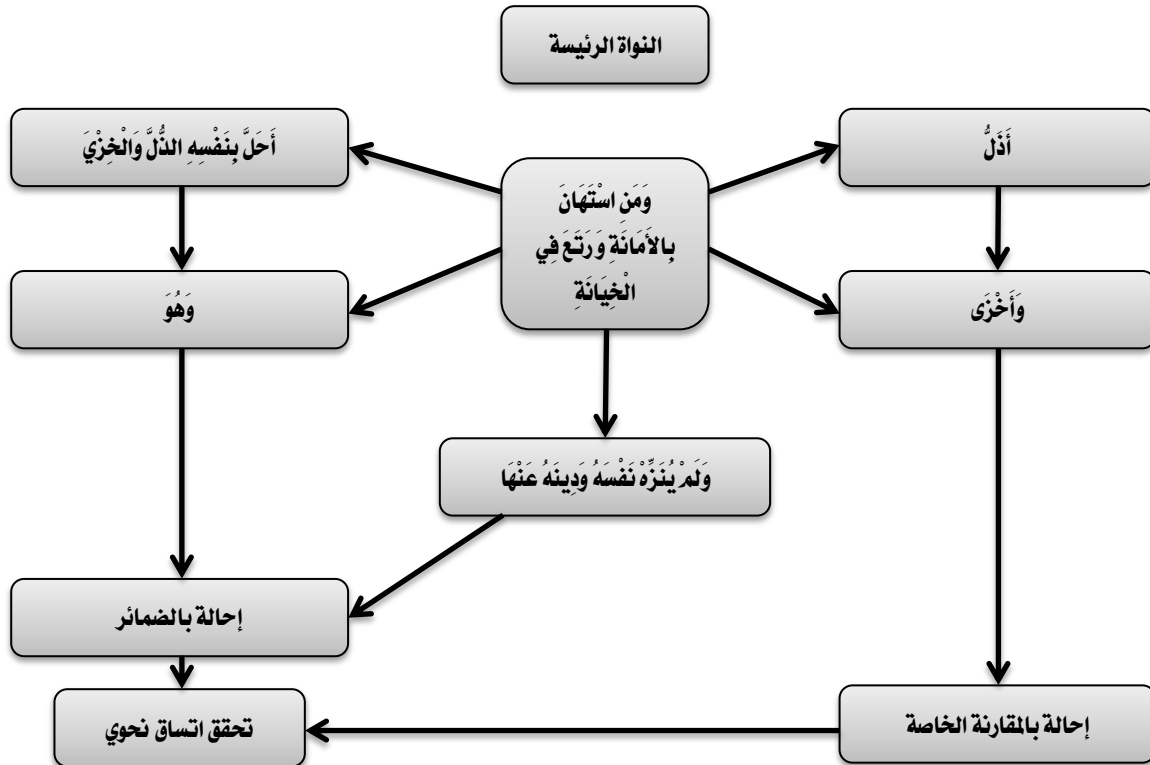 النواة الرئيسة
أَذَلُّ
أَحَلَّ بِنَفْسِهِ الذُّلَّ وَالْخِزْيَ
وَمَنِ اسْتَهَانَ
بِالأَمَانَةِ وَرَتَعَ فِي
الْخِيَانَةِ
وَأَخْزَى
وَهُوَ
وَلَمْ يُنَزِّهْ نَفْسَهُ وَدِينَهُ عَنْهَا
إحالة بالضمائر
إحالة بالمقارنة الخاصة
تحقق اتساق نحوي